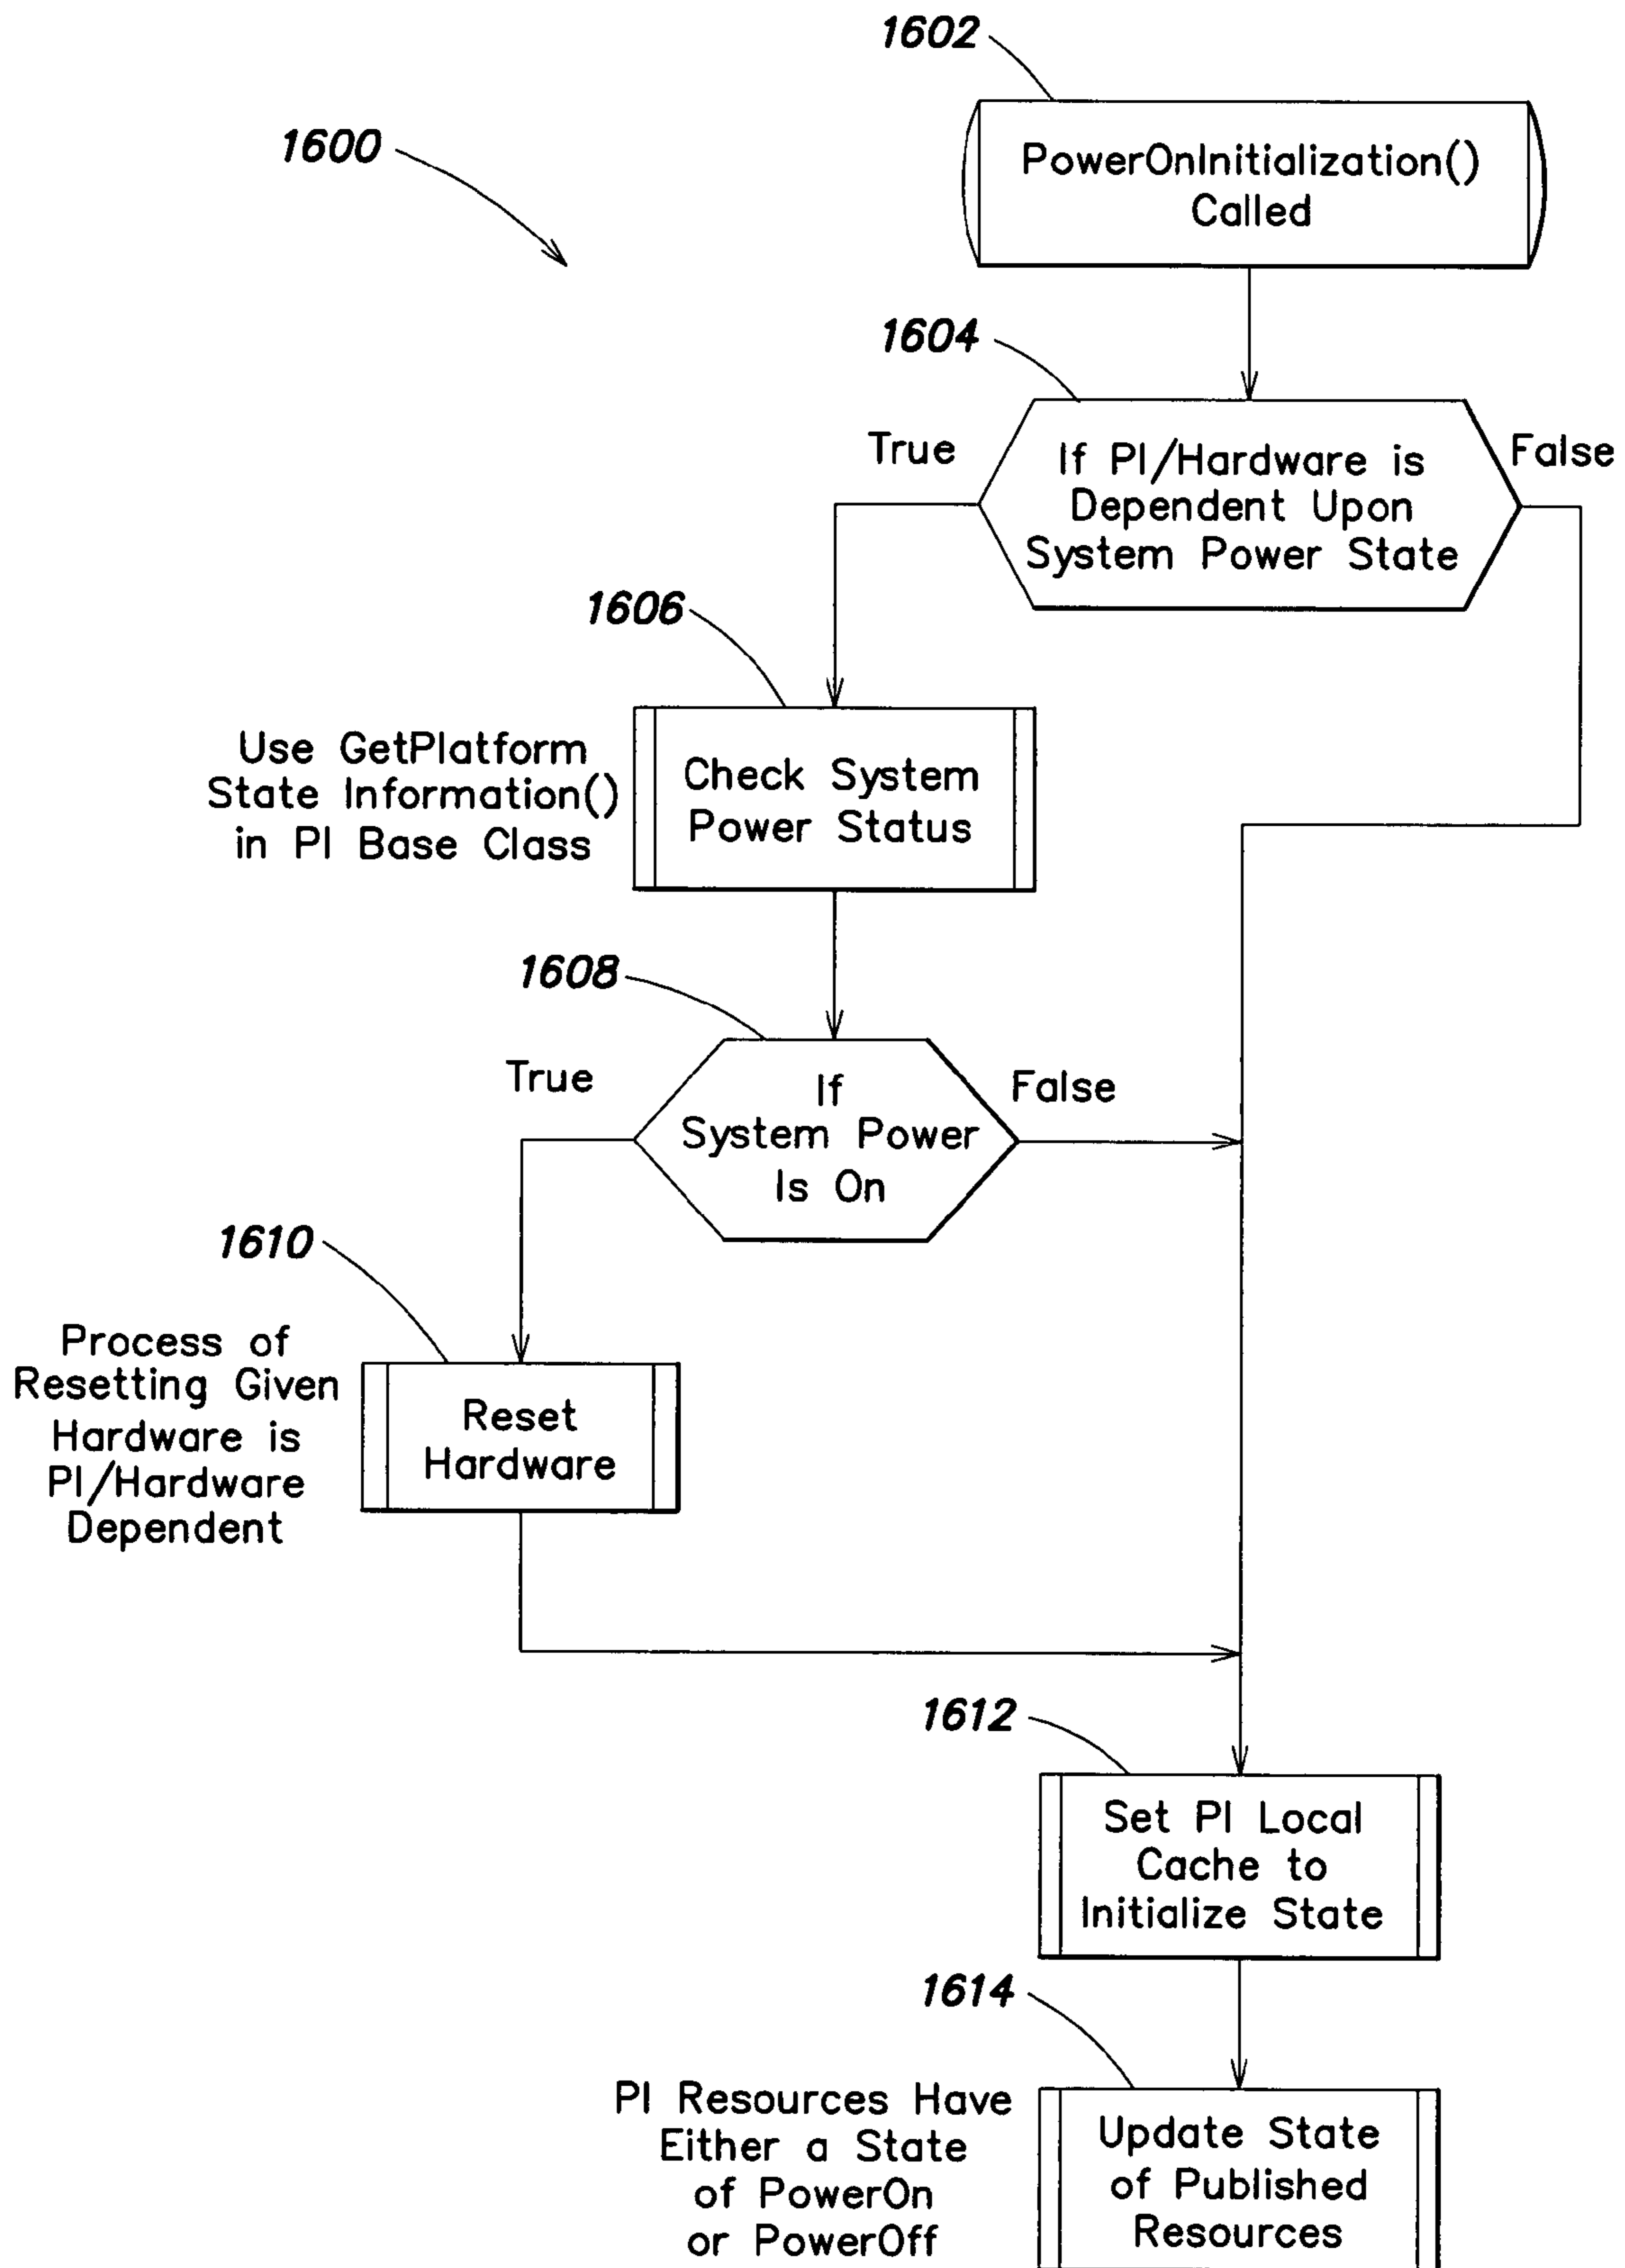 1602
1600
PowerOnInitialization()
Called
1604
True
If PI/Hardware is
Dependent Upon
System Power State
False
1606
Use GetPlatform
State Information()
in PI Base Class
Check System
Power Status
1608
True
If
System Power
Is On
False
1610
Process of
Resetting Given
Hardware is
PI/Hardware
Dependent
Reset
Hardware
1612
Set PI Local
Cache to
Initialize State
1614
PI Resources Have
Either a State
of PowerOn
or PowerOff
Update State
of Published
Resources